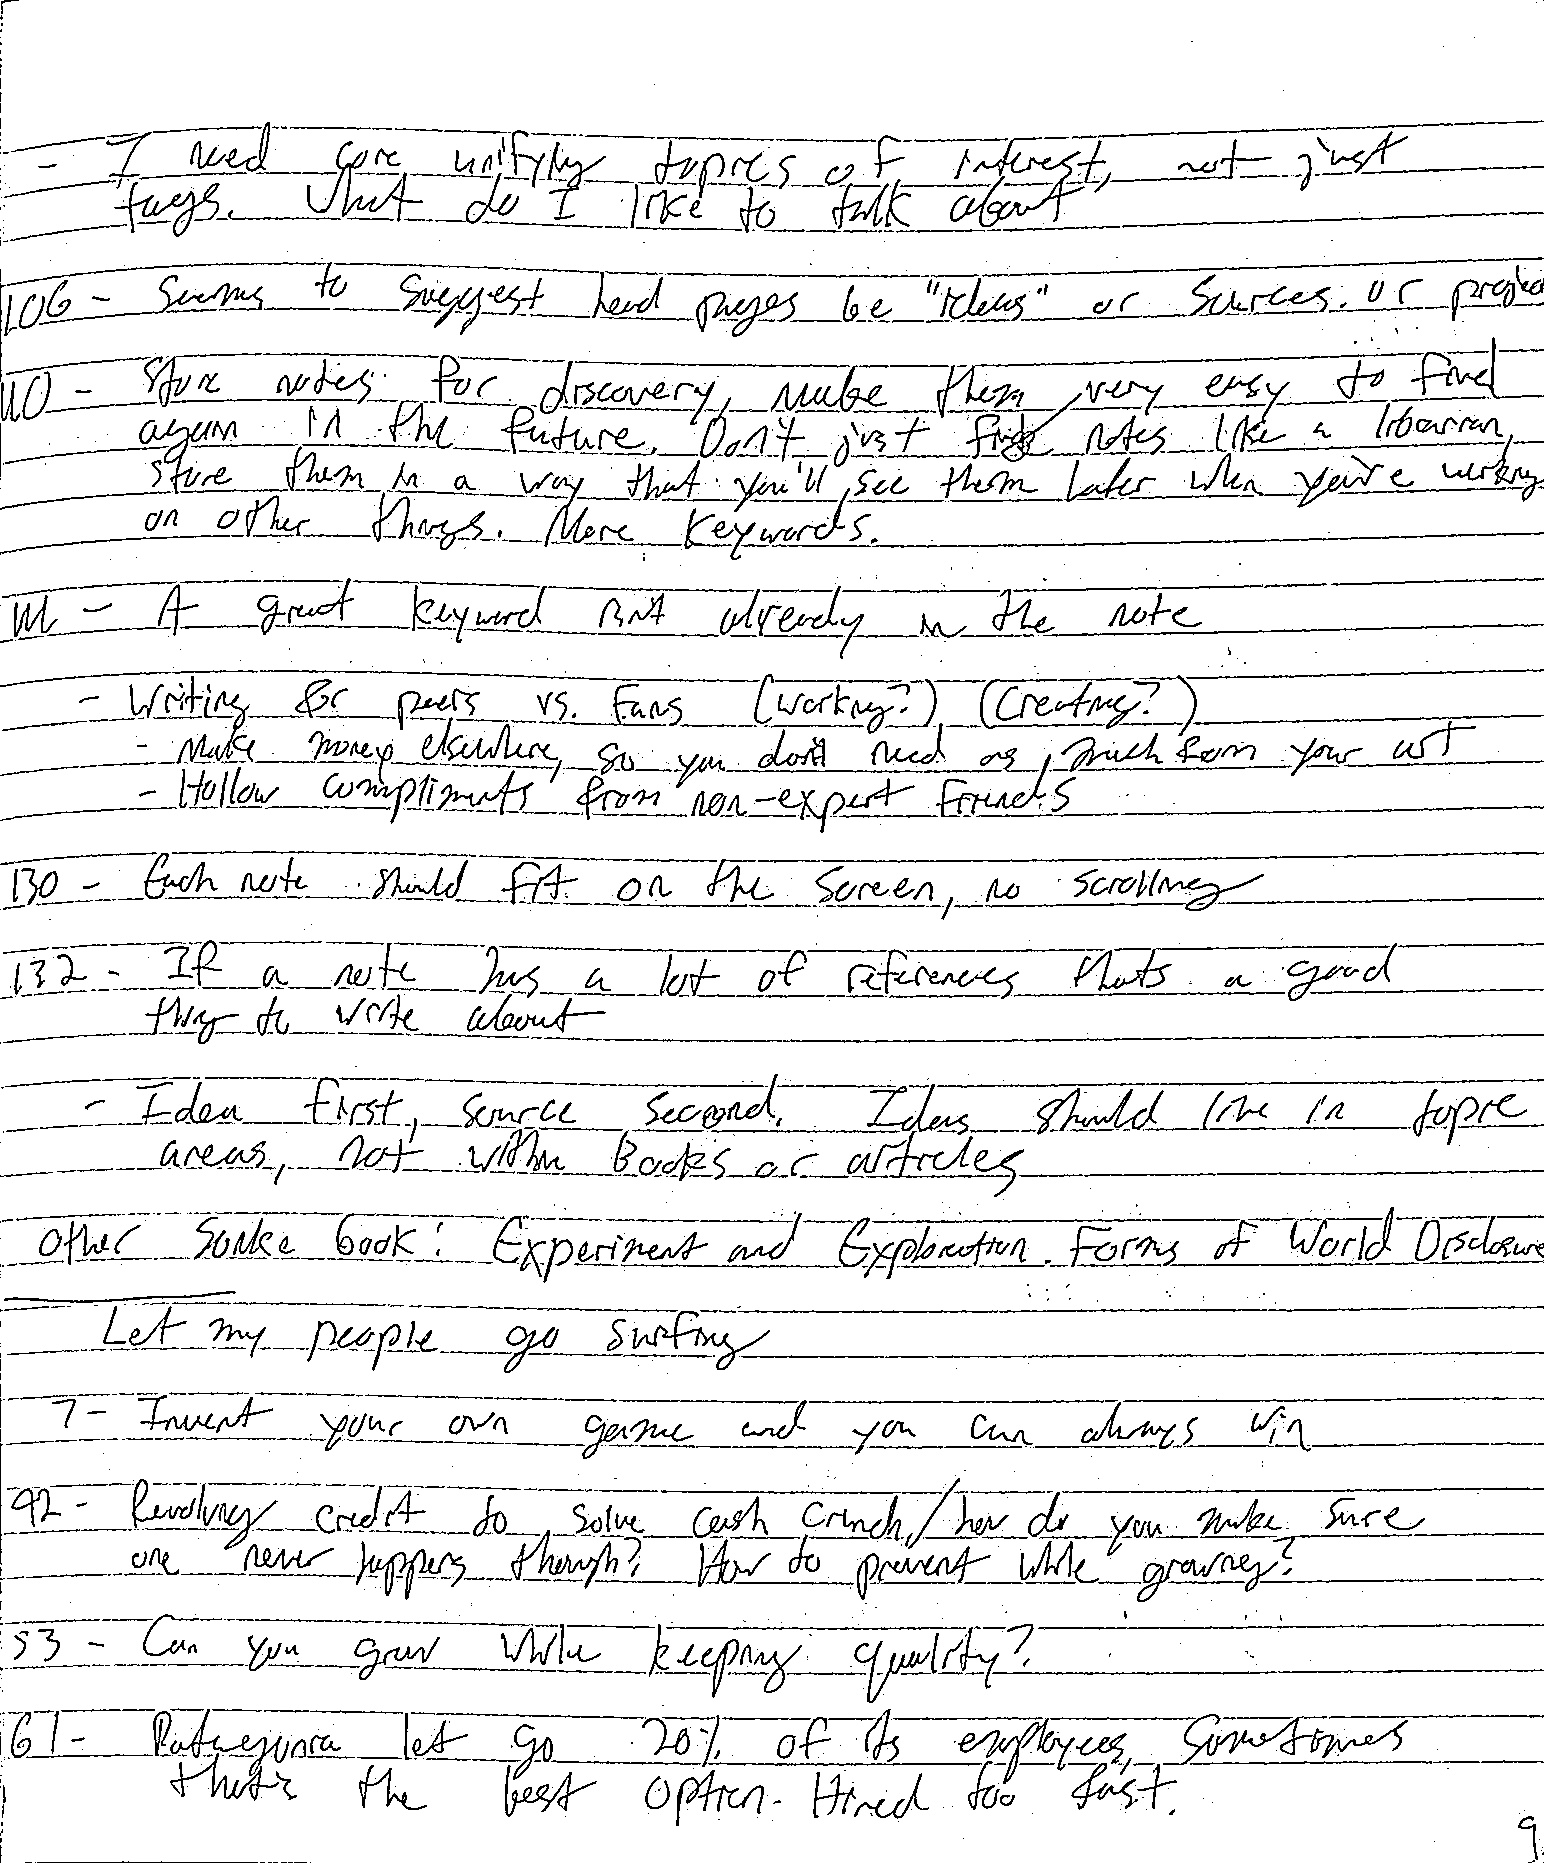 - I need core unifying topics of interest, not just
tags. What do I like to talk about
106 - Seems to suggest head pages be "ideas" or sources. or projec
110 - Store notes for discovery, make them very easy to find
again in the future. Don't just file notes like a libarian,
store them in a way that you'll see them later when you're working
on other things. More keywords.
111 - A great keyword isn't already in the note
- Writing for peers vs. Fans (Working?) (Creating?)
- Make money elsewhere, so you don't need as much from your art
- Hollow compliments from non-expert friends
130 - Each note should fit on the screen, no scrolling
132 - If a note has a lot of references thats a good
thing to write about
- Idea first, source second. Ideas should live in topic
areas, not within Books or articles
Other book: Experiment and Exploration. Forms of World Disclosure
Let my people go surfing
7 - Invent your own game and you can always win
42 - Revolving credit to solve cash crunch/how do you make sure
one never happens though? How to prevent while growing?
53 - Can you grow while keeping quality?
61 - Patagonia let go 20% of its employees, sometimes
that's the best option. Hired too fast.
9